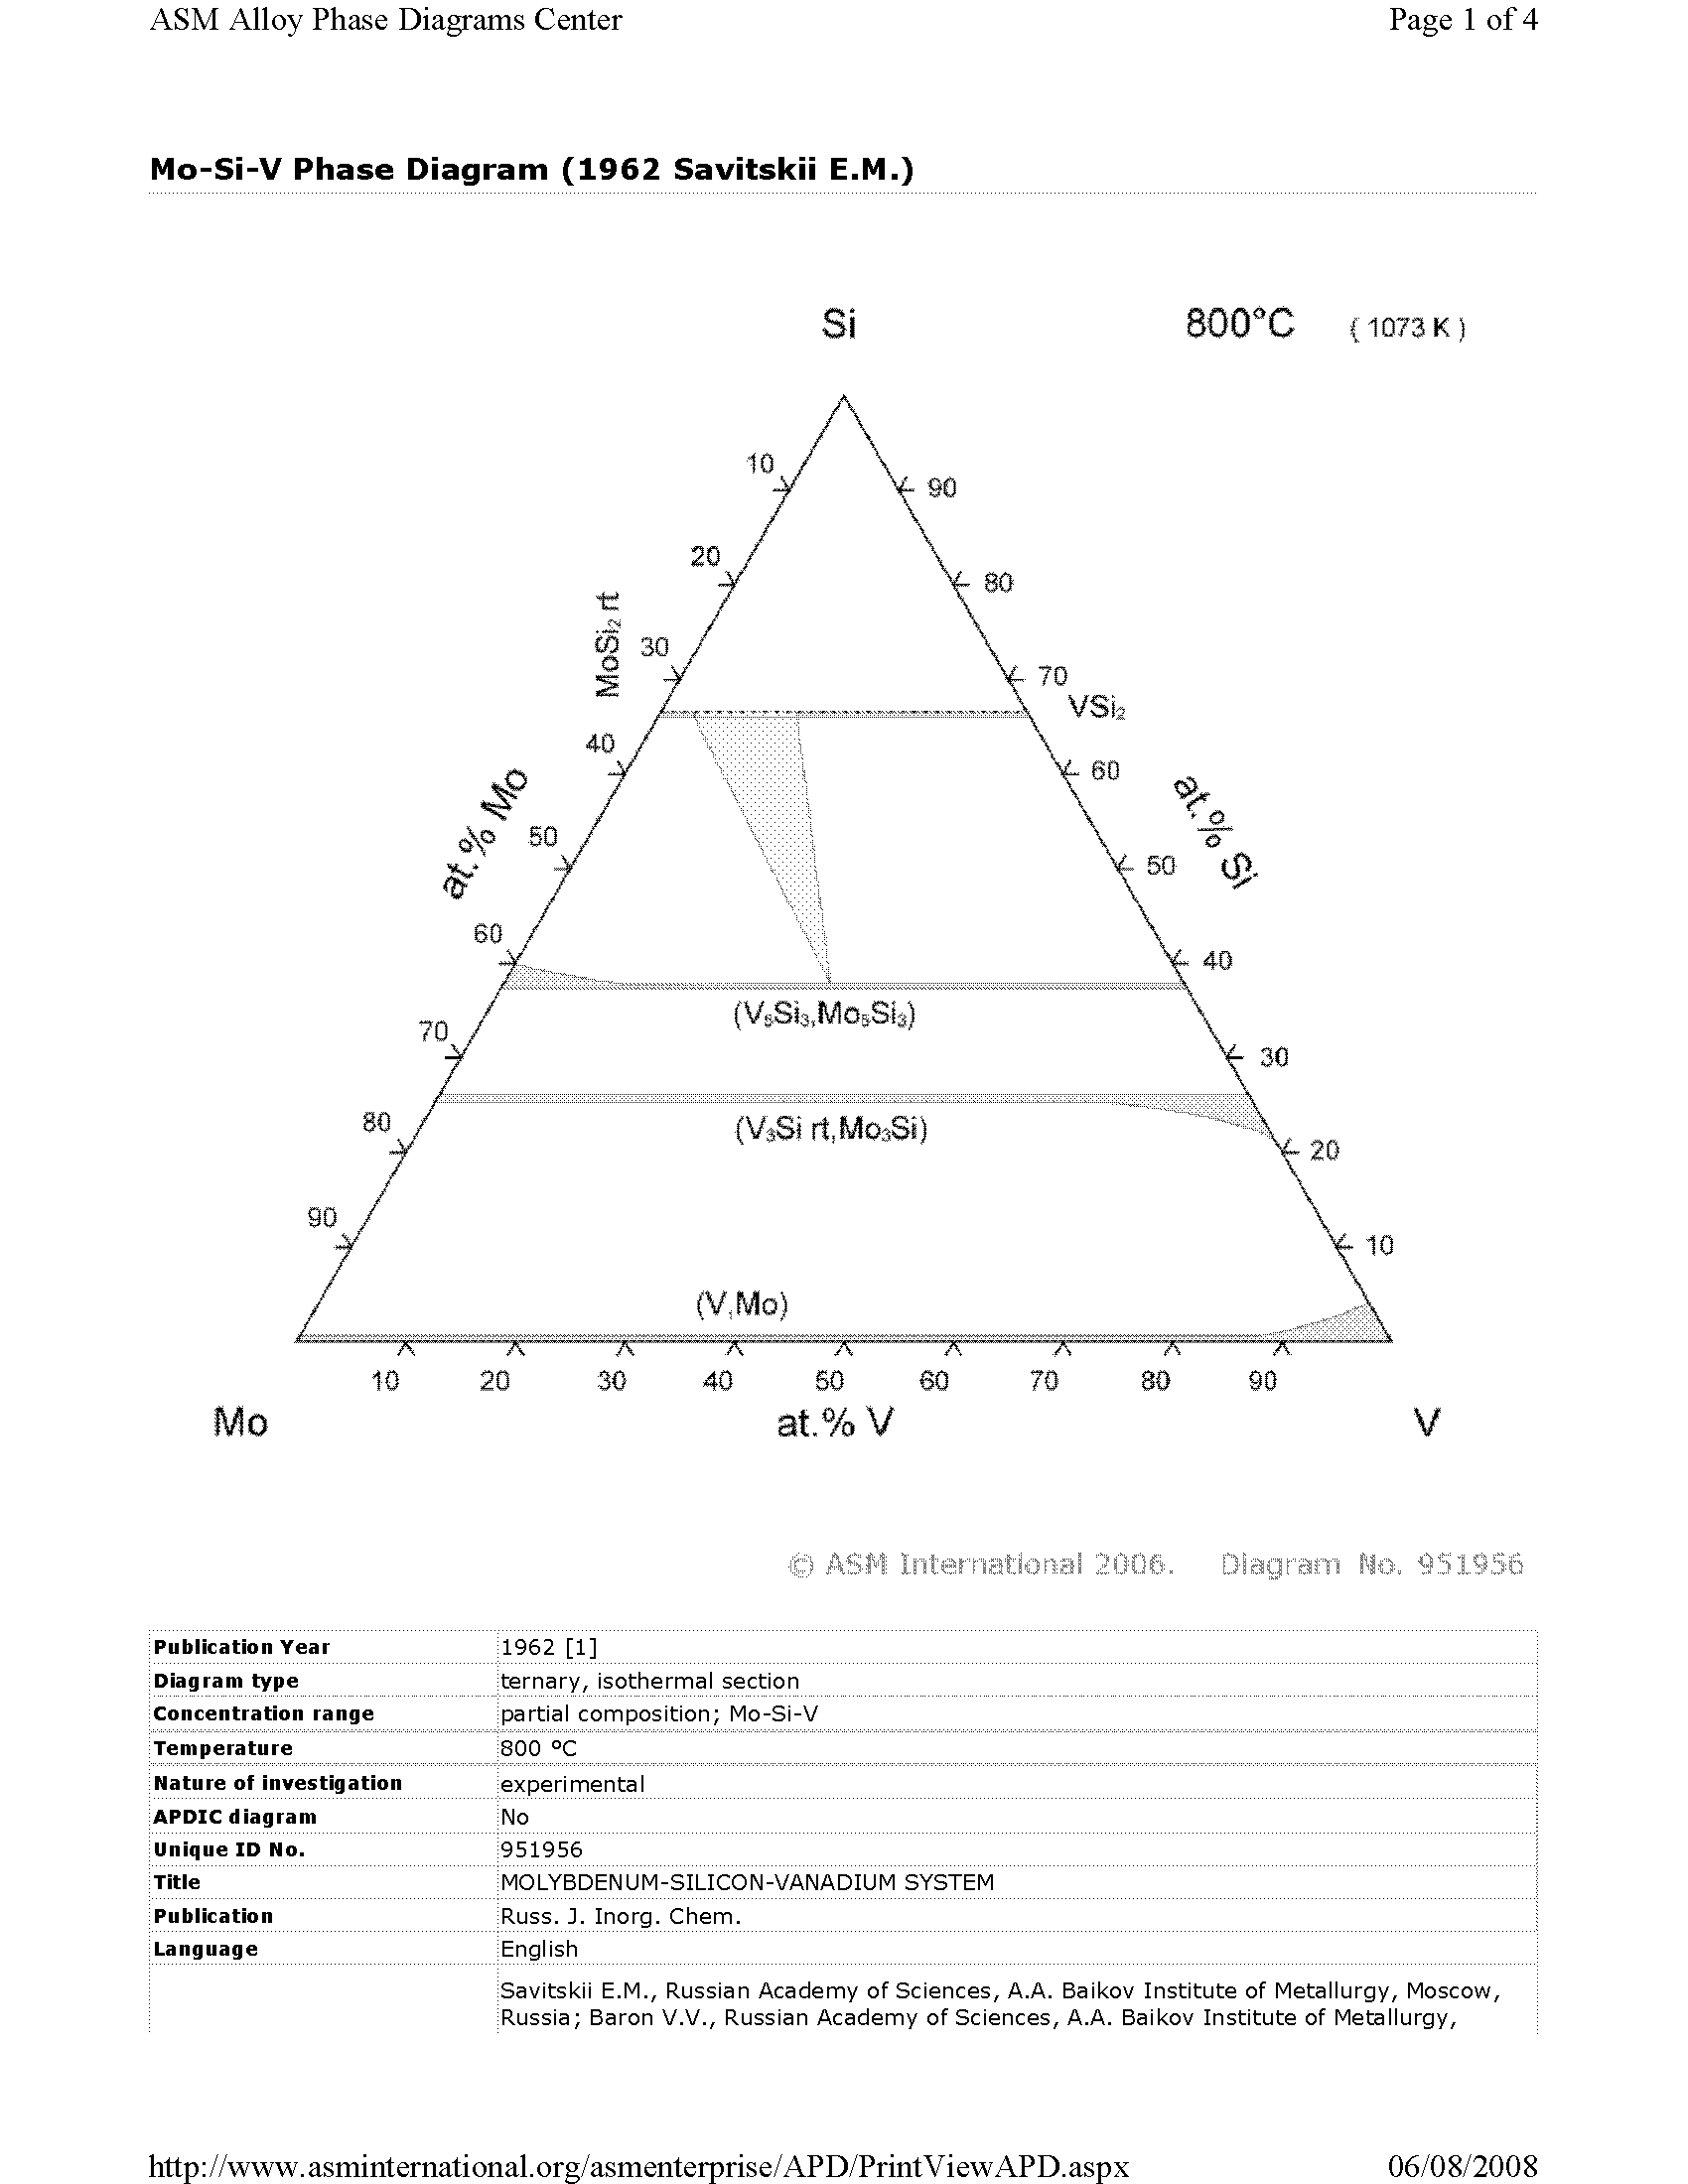 ASM Alloy Phase Diagrams Center Page 1 of 4
Mo-Si-V Phase Diagram (1962 Savitskii E.M.)
Si 800°C ( 1073 K )
10 90
20 80
MoSi₂ rt
30 70
VSi₂
40 60
at.% Mo at.% Si
50 50
60 40
(V₅Si₃,Mo₅Si₃)
70 30
80 (V₃Si rt,Mo₃Si) 20
90 10
(V,Mo)
10 20 30 40 50 60 70 80 90
Mo at.% V V
© ASM International 2006. Diagram No. 951956
Publication Year 1962 [1]
Diagram type ternary, isothermal section
Concentration range partial composition; Mo-Si-V
Temperature 800 °C
Nature of investigation experimental
APDIC diagram No
Unique ID No. 951956
Title MOLYBDENUM-SILICON-VANADIUM SYSTEM
Publication Russ. J. Inorg. Chem.
Language English
Savitskii E.M., Russian Academy of Sciences, A.A. Baikov Institute of Metallurgy, Moscow,
Russia; Baron V.V., Russian Academy of Sciences, A.A. Baikov Institute of Metallurgy,
http://www.asminternational.org/asmenterprise/APD/PrintViewAPD.aspx 06/08/2008